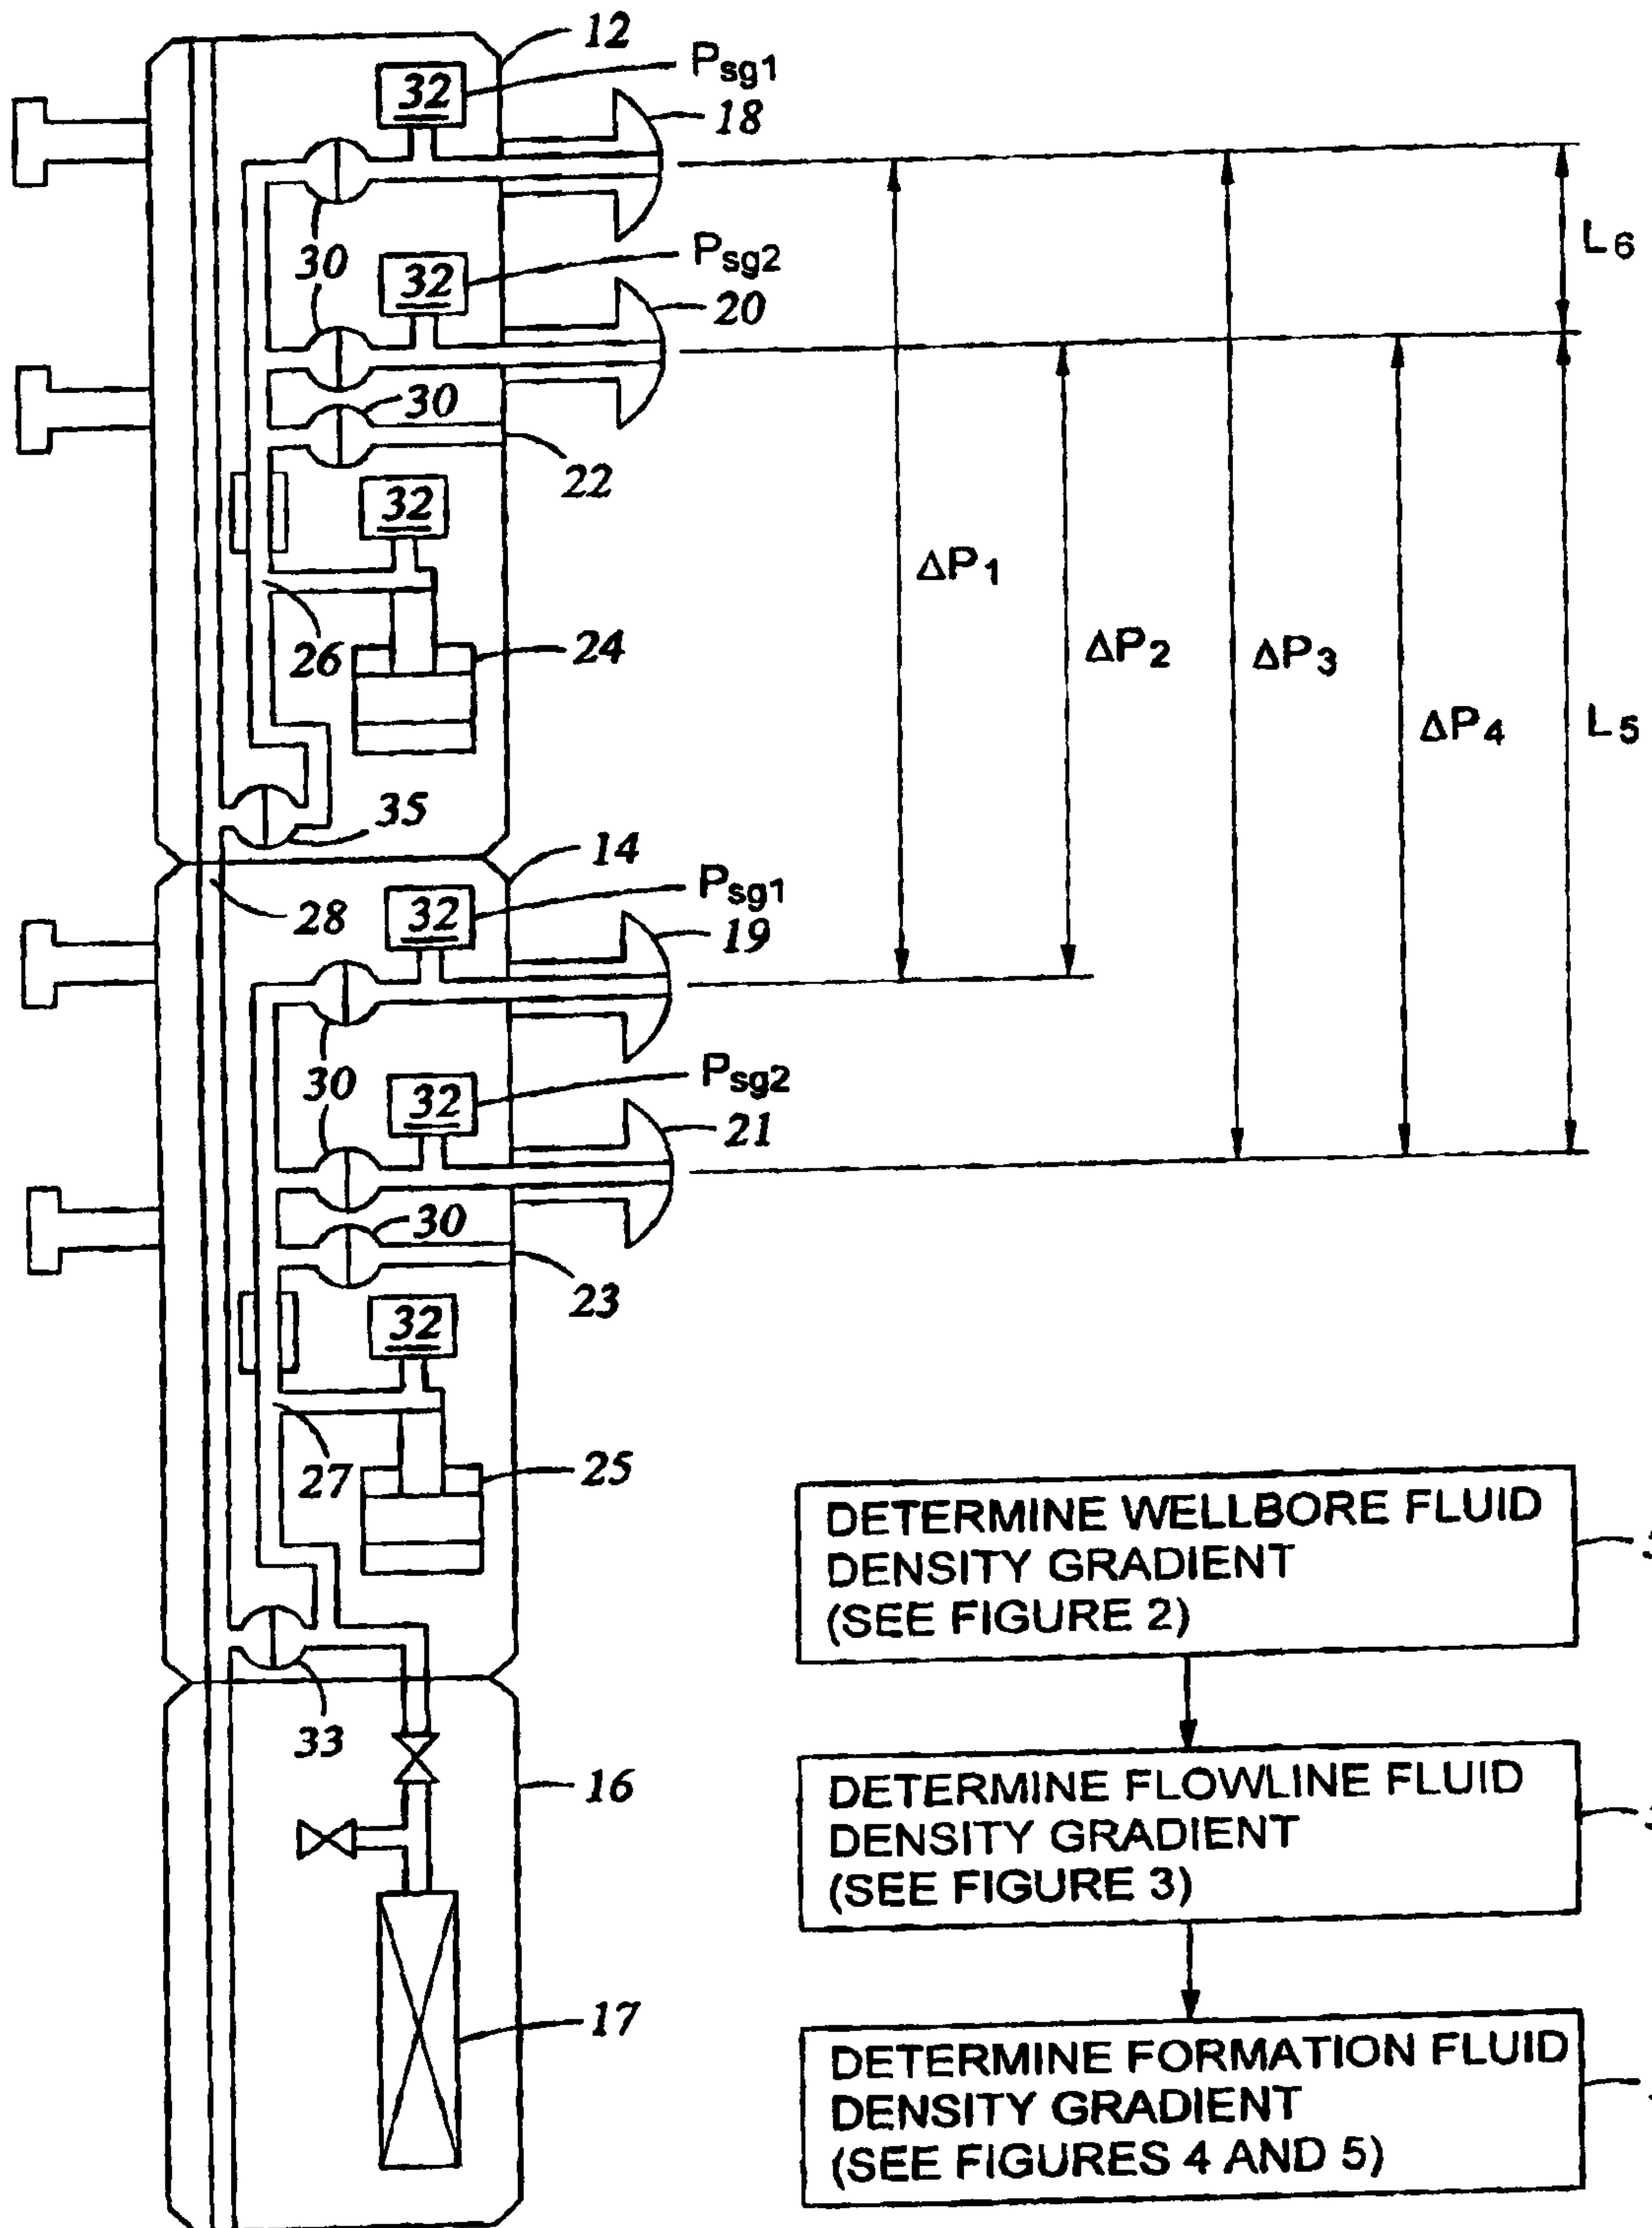 12
Psg1
32
18
30
Psg2
32
20
L6
30
22
32
ΔP1
26
24
ΔP2
ΔP3
ΔP4
L5
35
14
28
Psg1
32
19
30
Psg2
32
21
30
23
32
27
25
33
16
17
DETERMINE WELLBORE FLUID
DENSITY GRADIENT
(SEE FIGURE 2)
DETERMINE FLOWLINE FLUID
DENSITY GRADIENT
(SEE FIGURE 3)
DETERMINE FORMATION FLUID
DENSITY GRADIENT
(SEE FIGURES 4 AND 5)